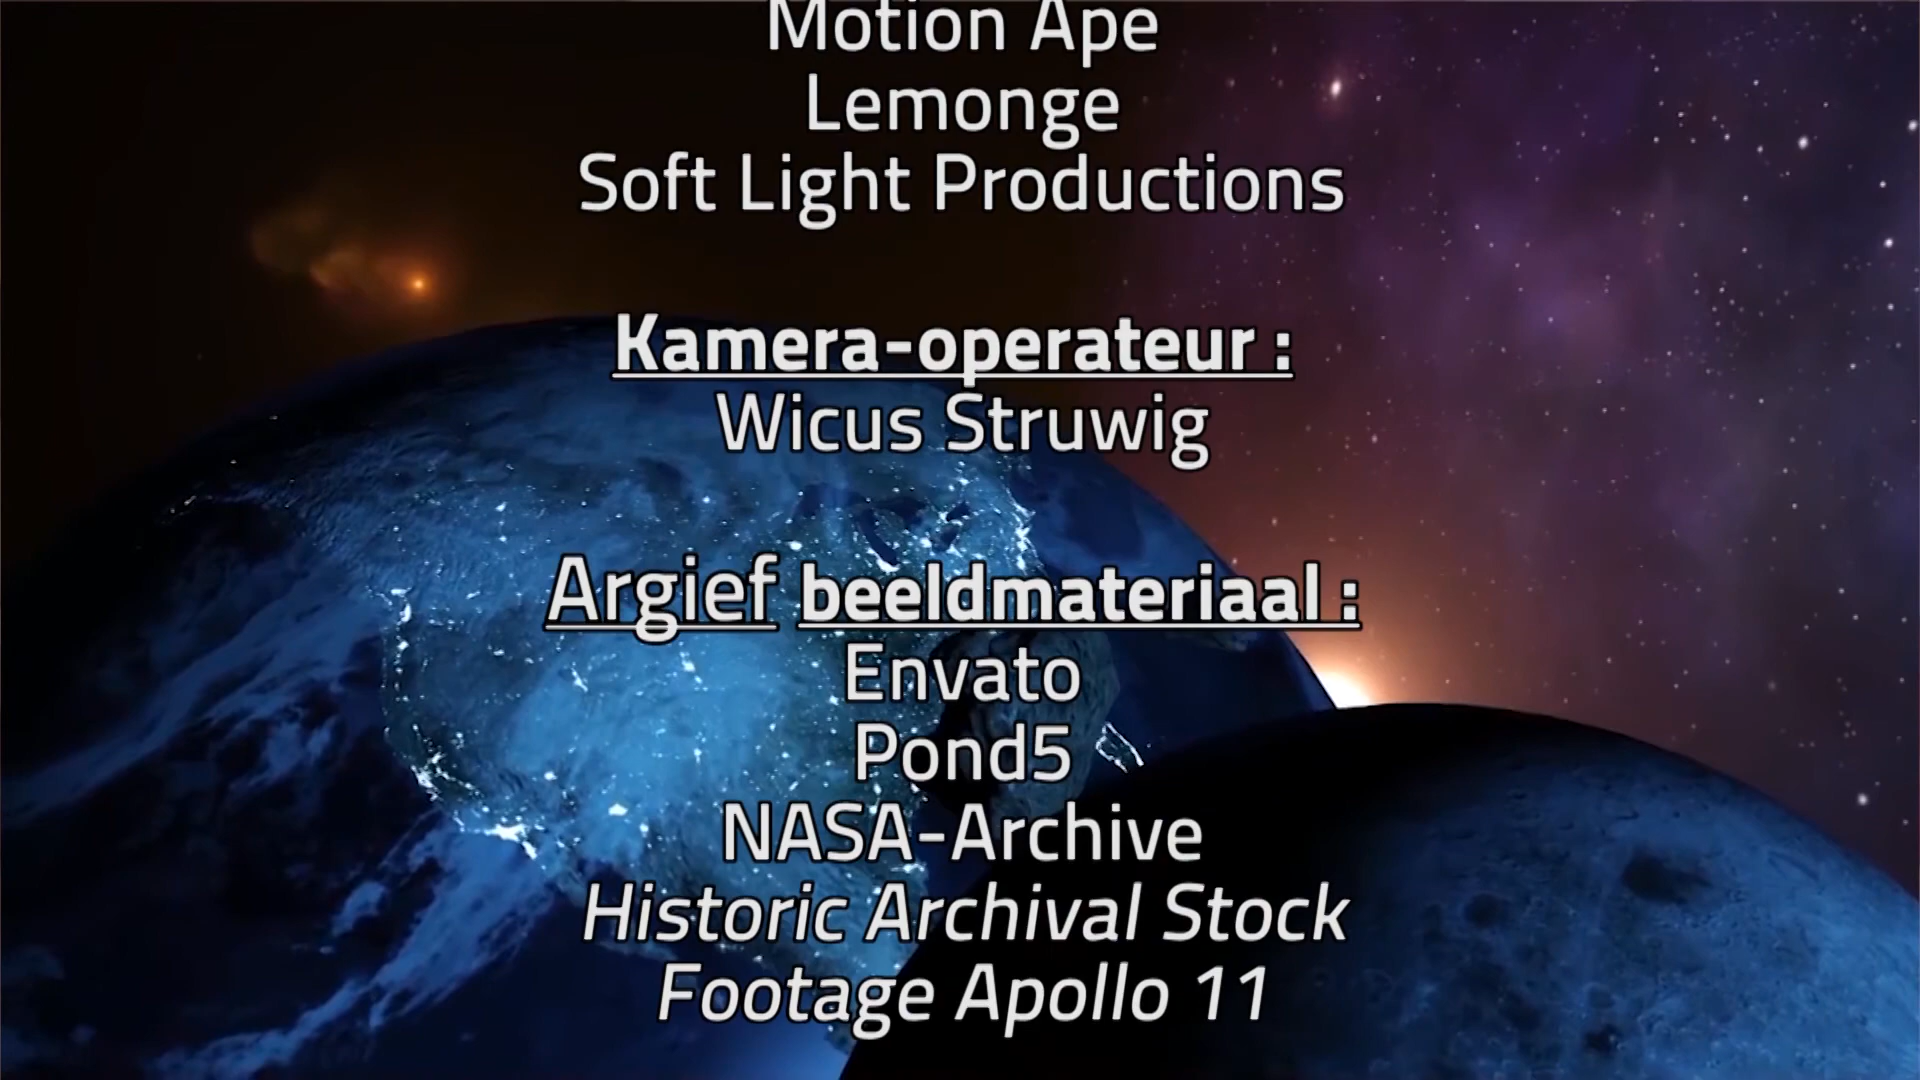 Motion Ape
Lemonge
Soft Light Productions
Kamera-operateur :
Wicus Struwig
Argief beeldmateriaal :
Envato
Pond5
NASA-Archive
Historic Archival Stock
Footage Apollo 11